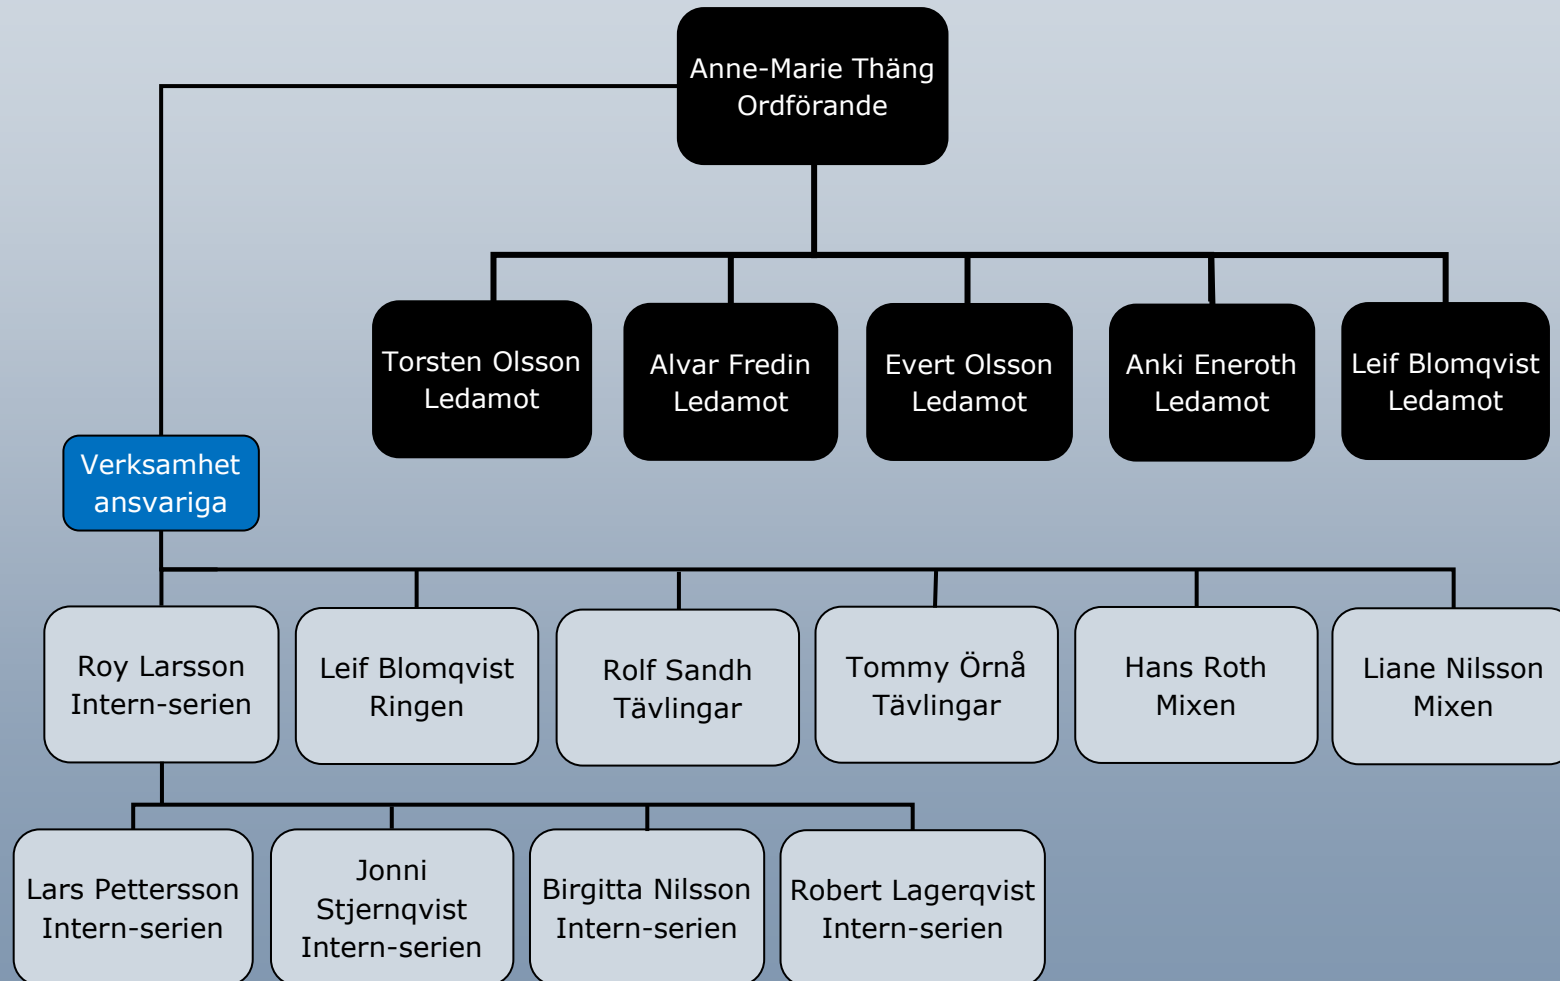 Anne-Marie Thäng
Ordförande
Torsten Olsson
Ledamot
Alvar Fredin
Ledamot
Evert Olsson
Ledamot
Anki Eneroth
Ledamot
Leif Blomqvist
Ledamot
Verksamhet
ansvariga
Roy Larsson
Intern-serien
Leif Blomqvist
Ringen
Rolf Sandh
Tävlingar
Tommy Örnå
Tävlingar
Hans Roth
Mixen
Liane Nilsson
Mixen
Lars Pettersson
Intern-serien
Jonni
Stjernqvist
Intern-serien
Birgitta Nilsson
Intern-serien
Robert Lagerqvist
Intern-serien